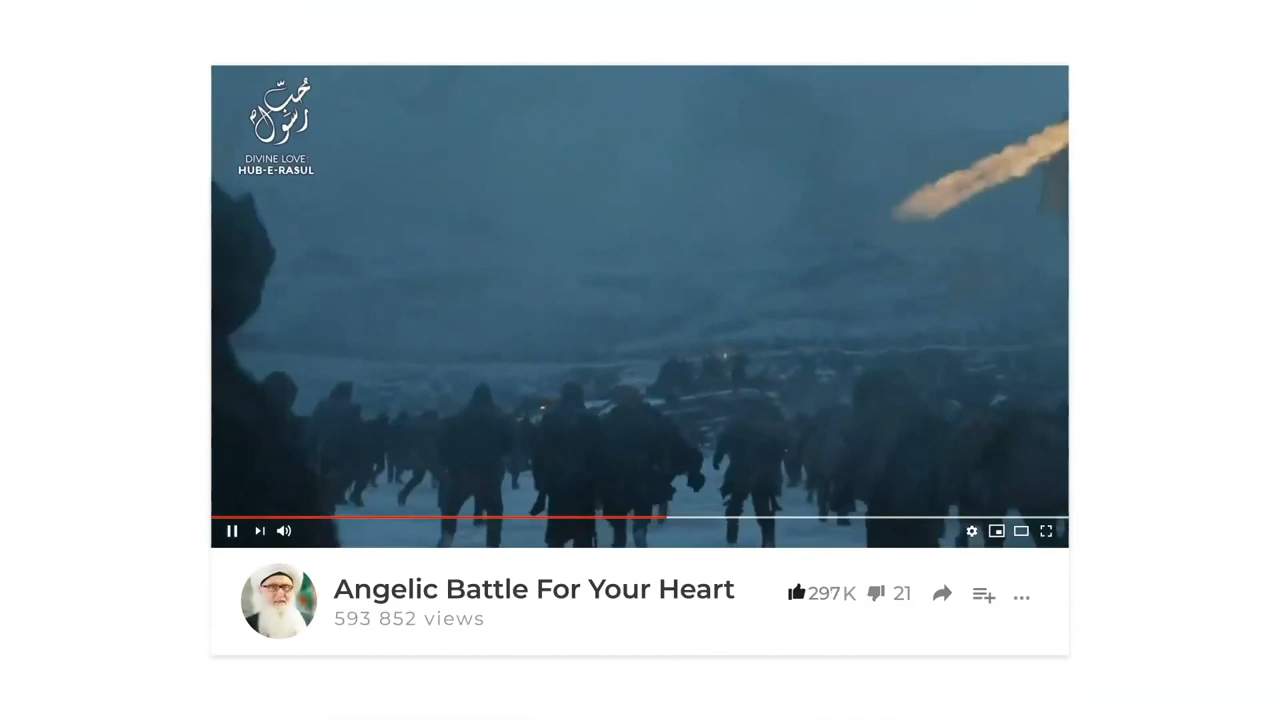 مُحِبّ
رَسُول
DIVINE LOVE:
HUB-E-RASUL
Angelic Battle For Your Heart
297K
21
593 852 views